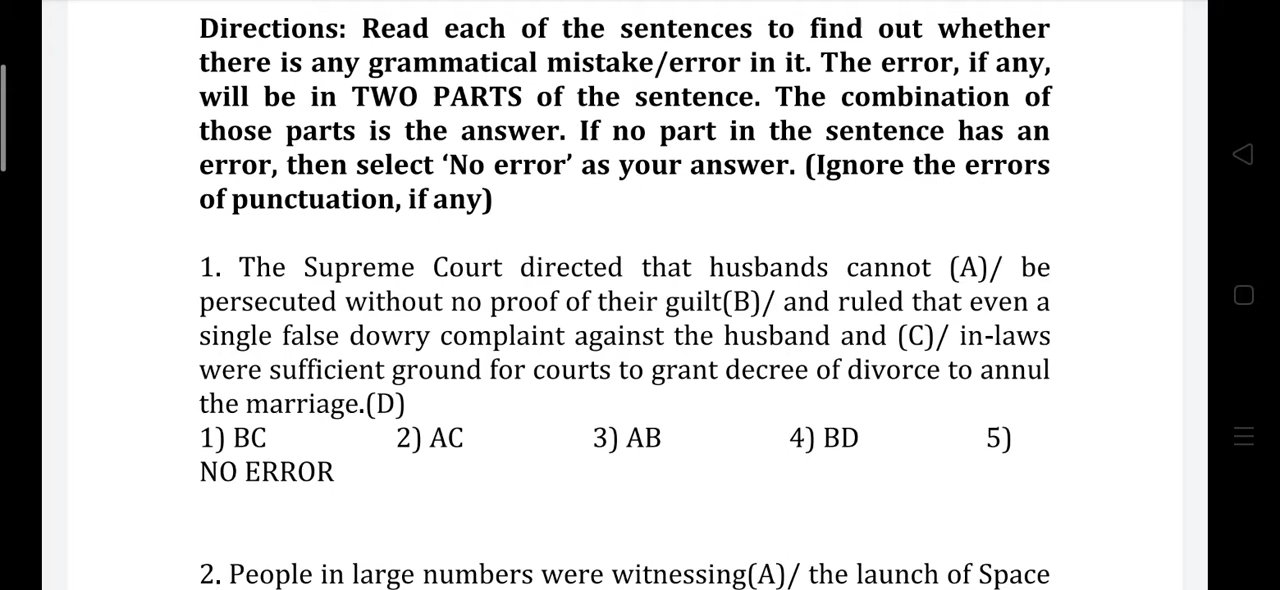 Directions: Read each of the sentences to find out whether
there is any grammatical mistake/error in it. The error, if any,
will be in TWO PARTS of the sentence. The combination of
those parts is the answer. If no part in the sentence has an
error, then select ‘No error’ as your answer. (Ignore the errors
of punctuation, if any)
1. The Supreme Court directed that husbands cannot (A)/ be
persecuted without no proof of their guilt(B)/ and ruled that even a
single false dowry complaint against the husband and (C)/ in-laws
were sufficient ground for courts to grant decree of divorce to annul
the marriage.(D)
1) BC 2) AC 3) AB 4) BD 5)
NO ERROR
2. People in large numbers were witnessing(A)/ the launch of Space